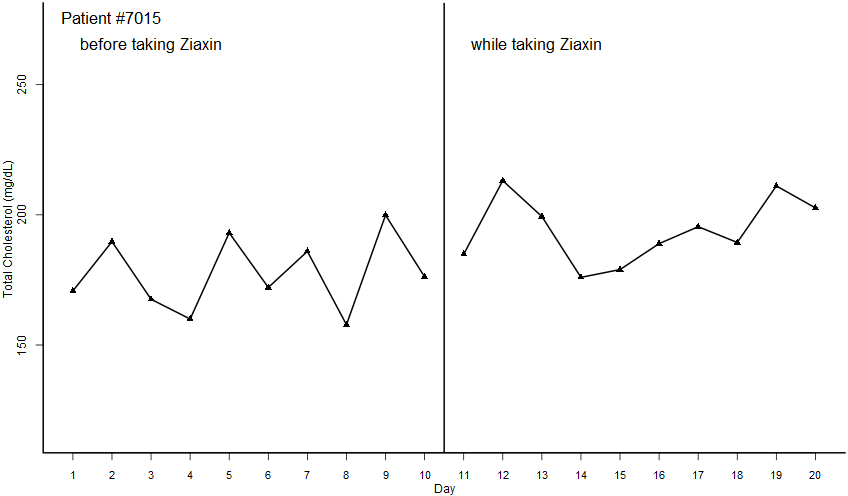 Patient #7015
before taking Ziaxin
while taking Ziaxin
Total Cholesterol (mg/dL)
250
200
150
1 2 3 4 5 6 7 8 9 10 11 12 13 14 15 16 17 18 19 20
Day